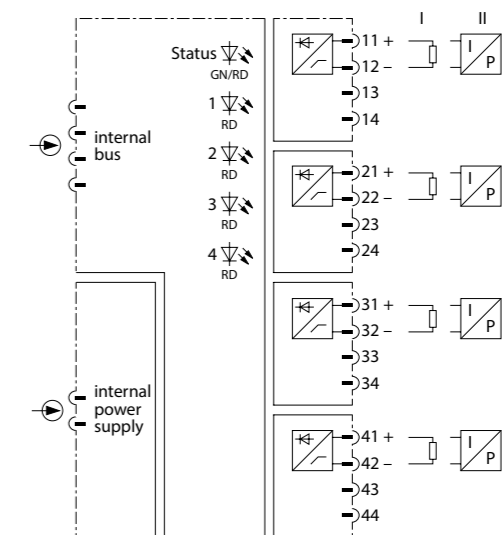 I II
Status
GN/RD
11 +
12 –
13
14
I
P
1
RD
internal
bus
2
RD
21 +
22 –
23
24
I
P
3
RD
4
RD
31 +
32 –
33
34
I
P
internal
power
supply
41 +
42 –
43
44
I
P